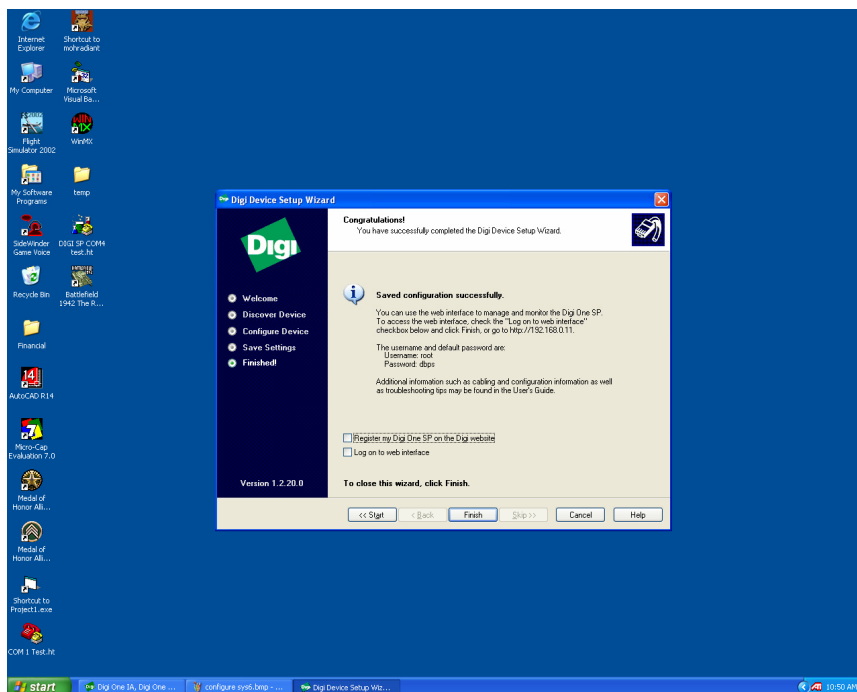 Internet
Explorer
Shortcut to
mohradiant
My Computer
Microsoft
Visual Ba...
Flight
Simulator 2002
WinMX
My Software
Programs
temp
SideWinder
Game Voice
DIGI SP COM4
test.ht
Recycle Bin
Battlefield
1942 The R...
Financial
AutoCAD R14
Micro-Cap
Evaluation 7.0
Medal of
Honor Alli...
Medal of
Honor Alli...
Shortcut to
Project1.exe
COM 1 Test.ht
Digi Device Setup Wizard
Digi
Welcome
Discover Device
Configure Device
Save Settings
Finished!
Version 1.2.20.0
Congratulations!
You have successfully completed the Digi Device Setup Wizard.
Saved configuration successfully.
You can use the web interface to manage and monitor the Digi One SP.
To access the web interface, check the "Log on to web interface"
checkbox below and click Finish, or go to http://192.168.0.11.
The username and default password are:
Username: root
Password: dbps
Additional information such as cabling and configuration information as well
as troubleshooting tips may be found in the User's Guide.
Register my Digi One SP on the Digi website
Log on to web interface
To close this wizard, click Finish.
<< Start
< Back
Finish
Skip >>
Cancel
Help
start
Digi One IA, Digi One ...
configure sys6.bmp - ...
Digi Device Setup Wiz...
10:50 AM